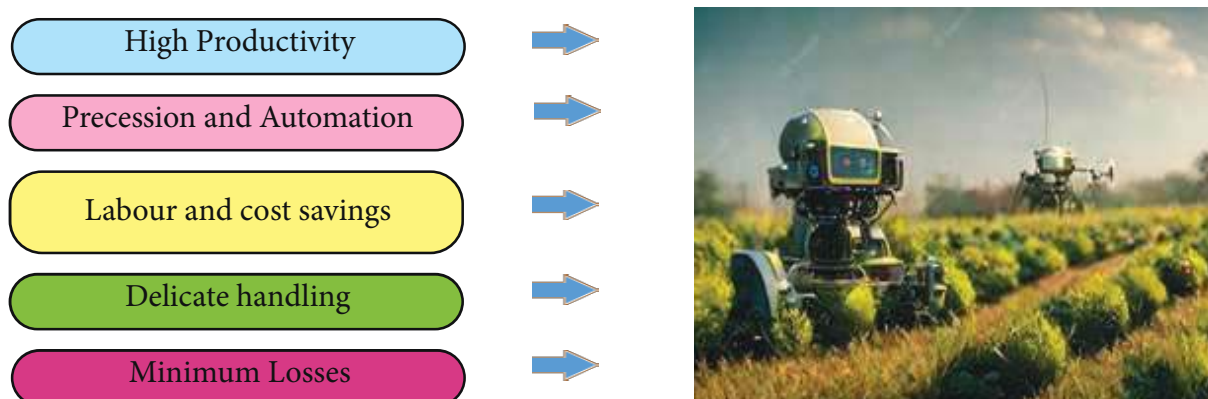 High Productivity
Precession and Automation
Labour and cost savings
Delicate handling
Minimum Losses